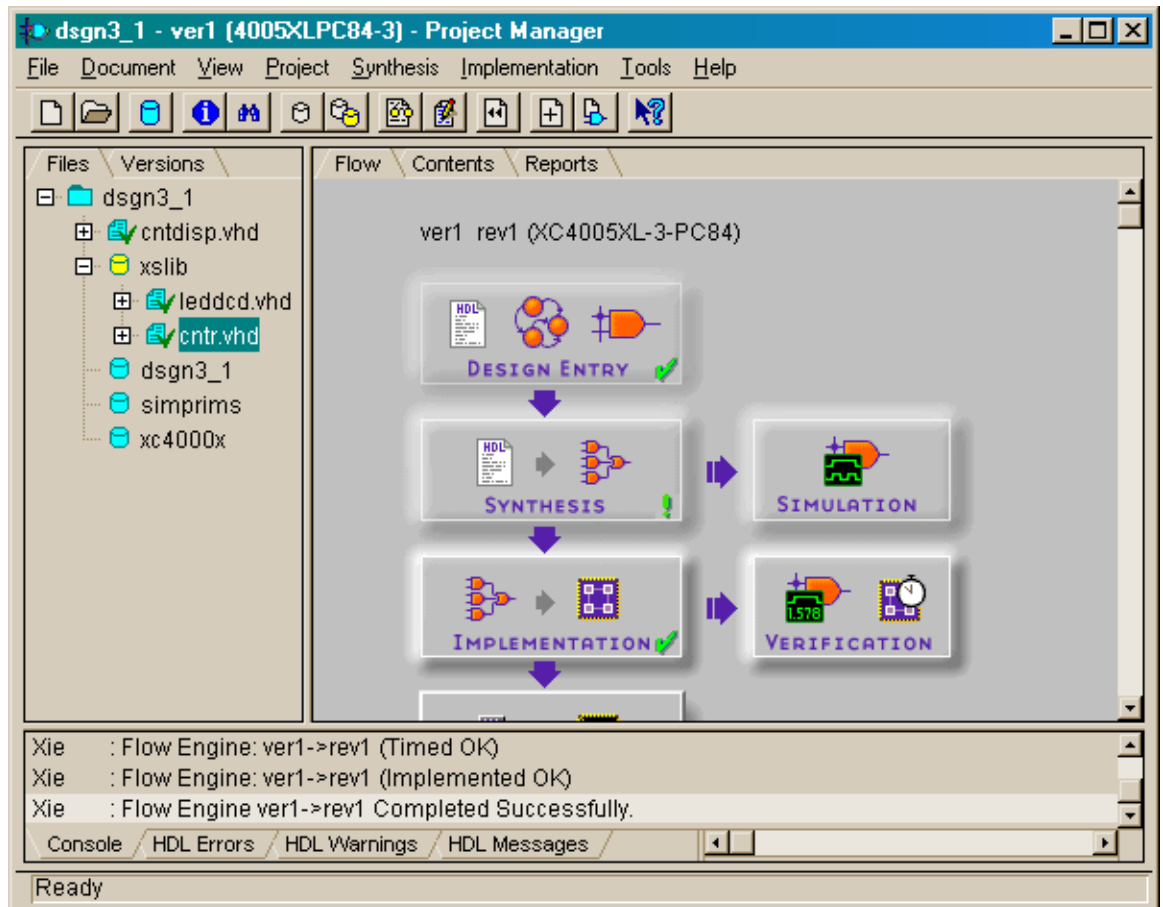 dsgn3_1 - ver1 (4005XLPC84-3) - Project Manager
File Document View Project Synthesis Implementation Tools Help
Files Versions
dsgn3_1
cntdisp.vhd
xslib
leddcd.vhd
cntr.vhd
dsgn3_1
simprims
xc4000x
Flow Contents Reports
ver1 rev1 (XC4005XL-3-PC84)
HDL
DESIGN ENTRY
HDL
SYNTHESIS
SIMULATION
IMPLEMENTATION
1.578
VERIFICATION
Xie : Flow Engine: ver1->rev1 (Timed OK)
Xie : Flow Engine: ver1->rev1 (Implemented OK)
Xie : Flow Engine ver1->rev1 Completed Successfully.
Console HDL Errors HDL Warnings HDL Messages
Ready